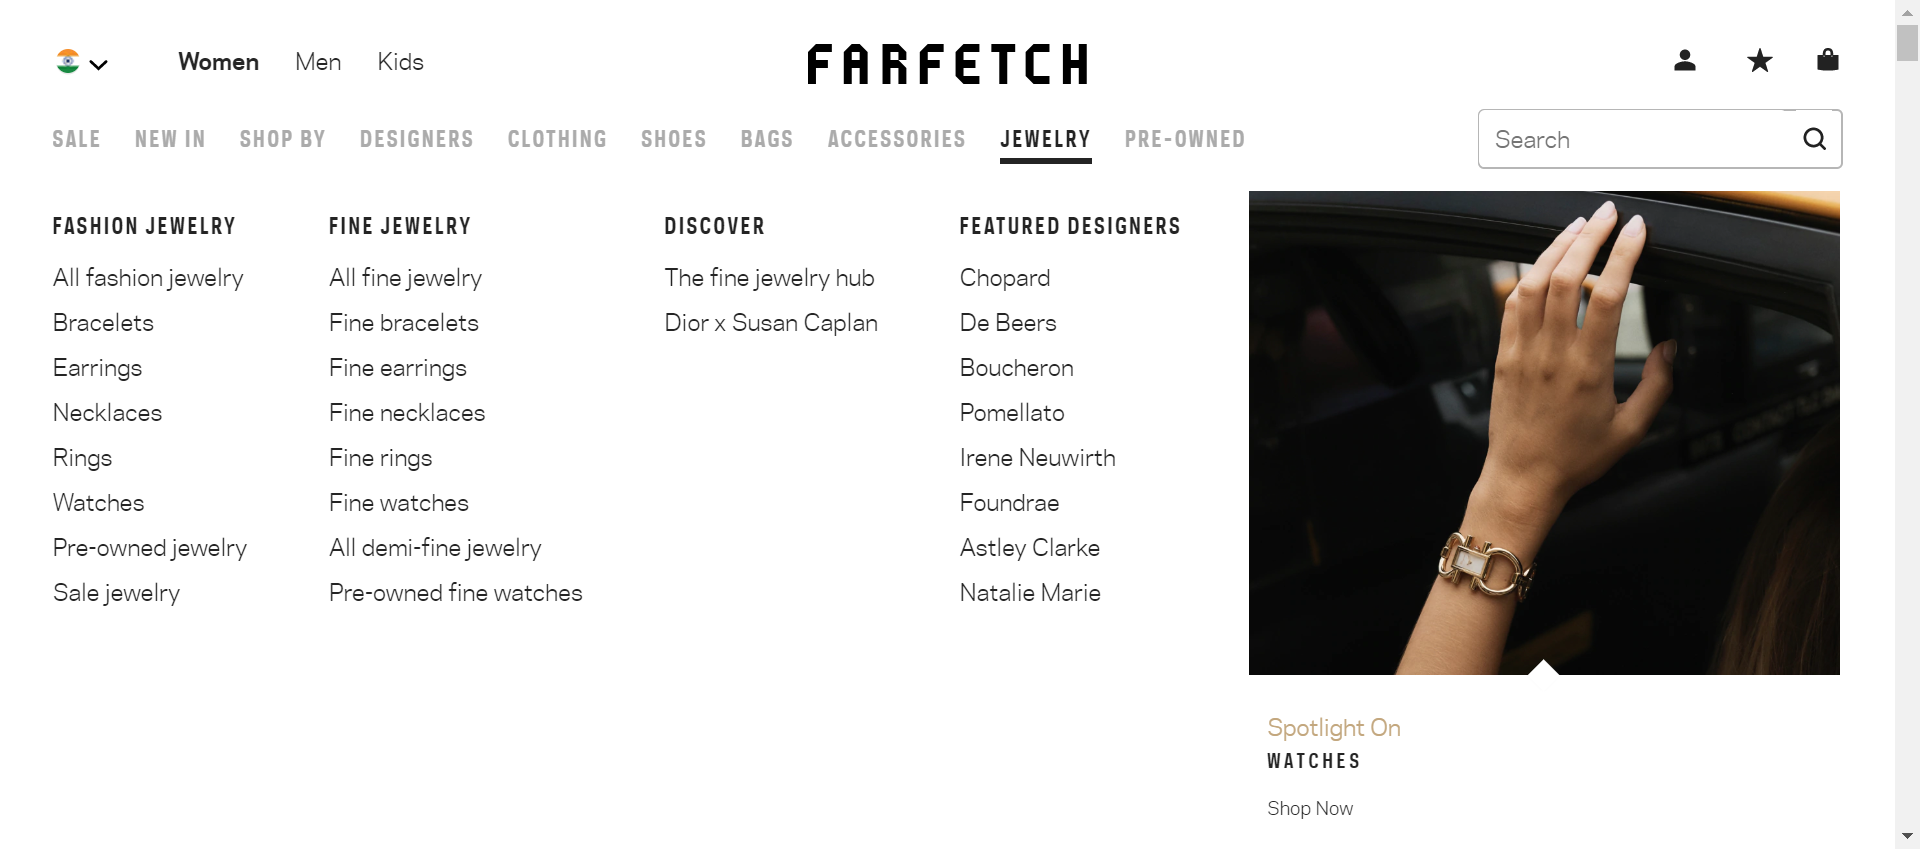 Women Men Kids
FARFETCH
SALE NEW IN SHOP BY DESIGNERS CLOTHING SHOES BAGS ACCESSORIES JEWELRY PRE-OWNED
Search
FASHION JEWELRY
All fashion jewelry
Bracelets
Earrings
Necklaces
Rings
Watches
Pre-owned jewelry
Sale jewelry
FINE JEWELRY
All fine jewelry
Fine bracelets
Fine earrings
Fine necklaces
Fine rings
Fine watches
All demi-fine jewelry
Pre-owned fine watches
DISCOVER
The fine jewelry hub
Dior x Susan Caplan
FEATURED DESIGNERS
Chopard
De Beers
Boucheron
Pomellato
Irene Neuwirth
Foundrae
Astley Clarke
Natalie Marie
Spotlight On
WATCHES
Shop Now